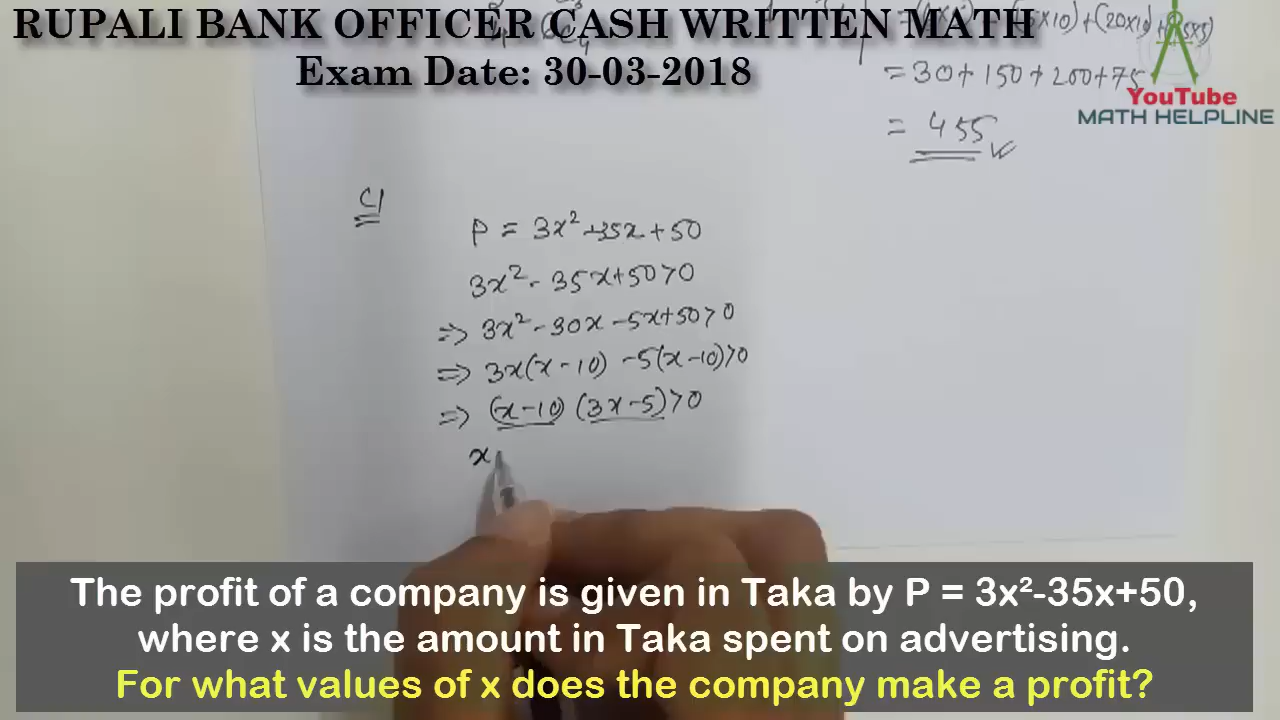 RUPALI BANK OFFICER CASH WRITTEN MATH
Exam Date: 30-03-2018
= 30+150+200+75
YouTube
MATH HELPLINE
= 455
C)
P = 3x² -35x+50
3x² - 35x+50>0
=> 3x² -30x -5x+50>0
=> 3x(x-10) -5(x-10)>0
=> (x-10) (3x-5)>0
x
The profit of a company is given in Taka by P = 3x²-35x+50,
where x is the amount in Taka spent on advertising.
For what values of x does the company make a profit?